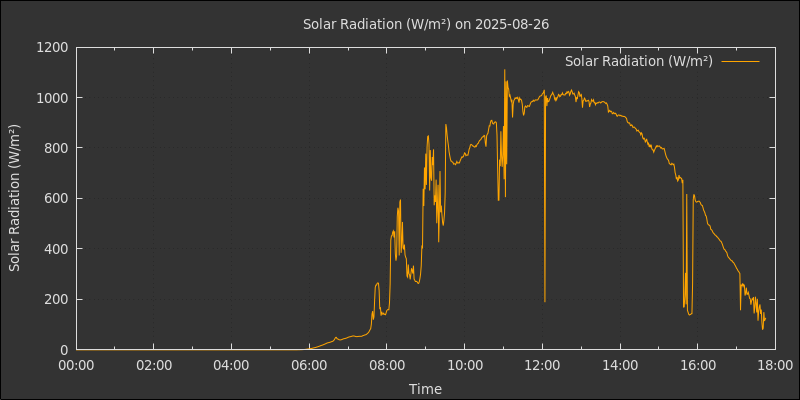 Solar Radiation (W/m²) on 2025-08-26
Solar Radiation (W/m²)
Solar Radiation (W/m²)
1200
1000
800
600
400
200
0
00:00 02:00 04:00 06:00 08:00 10:00 12:00 14:00 16:00 18:00
Time